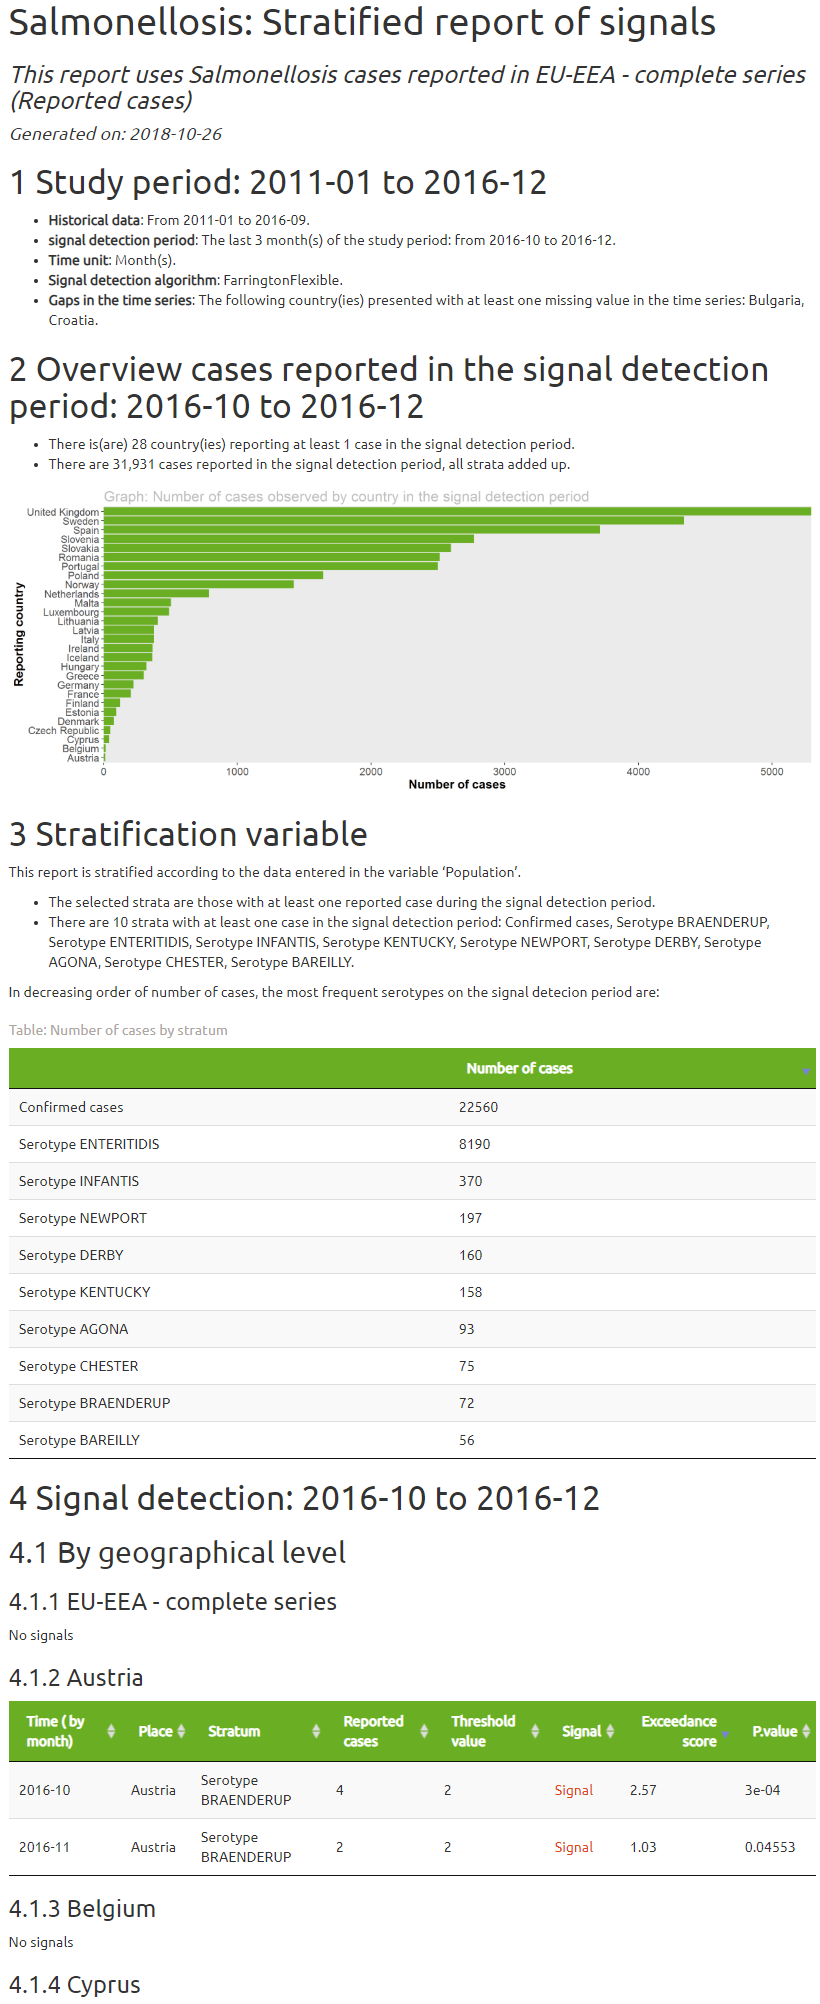 Salmonellosis: Stratified report of signals
This report uses Salmonellosis cases reported in EU-EEA - complete series
(Reported cases)
Generated on: 2018-10-26
1 Study period: 2011-01 to 2016-12
• Historical data: From 2011-01 to 2016-09.
• signal detection period: The last 3 month(s) of the study period: from 2016-10 to 2016-12.
• Time unit: Month(s).
• Signal detection algorithm: FarringtonFlexible.
• Gaps in the time series: The following country(ies) presented with at least one missing value in the time series: Bulgaria,
Croatia.
2 Overview cases reported in the signal detection
period: 2016-10 to 2016-12
• There is(are) 28 country(ies) reporting at least 1 case in the signal detection period.
• There are 31,931 cases reported in the signal detection period, all strata added up.
Graph: Number of cases observed by country in the signal detection period
Reporting country
United Kingdom
Sweden
Spain
Slovenia
Slovakia
Romania
Portugal
Poland
Norway
Netherlands
Malta
Luxembourg
Lithuania
Latvia
Italy
Ireland
Iceland
Hungary
Greece
Germany
France
Finland
Estonia
Denmark
Czech Republic
Cyprus
Belgium
Austria
0 1000 2000 3000 4000 5000
Number of cases
3 Stratification variable
This report is stratified according to the data entered in the variable ‘Population’.
• The selected strata are those with at least one reported case during the signal detection period.
• There are 10 strata with at least one case in the signal detection period: Confirmed cases, Serotype BRAENDERUP,
Serotype ENTERITIDIS, Serotype INFANTIS, Serotype KENTUCKY, Serotype NEWPORT, Serotype DERBY, Serotype
AGONA, Serotype CHESTER, Serotype BAREILLY.
In decreasing order of number of cases, the most frequent serotypes on the signal detecion period are:
Table: Number of cases by stratum
Number of cases
Confirmed cases 22560
Serotype ENTERITIDIS 8190
Serotype INFANTIS 370
Serotype NEWPORT 197
Serotype DERBY 160
Serotype KENTUCKY 158
Serotype AGONA 93
Serotype CHESTER 75
Serotype BRAENDERUP 72
Serotype BAREILLY 56
4 Signal detection: 2016-10 to 2016-12
4.1 By geographical level
4.1.1 EU-EEA - complete series
No signals
4.1.2 Austria
Time ( by month) Place Stratum Reported cases Threshold value Signal Exceedance score P.value
2016-10 Austria Serotype BRAENDERUP 4 2 Signal 2.57 3e-04
2016-11 Austria Serotype BRAENDERUP 2 2 Signal 1.03 0.04553
4.1.3 Belgium
No signals
4.1.4 Cyprus